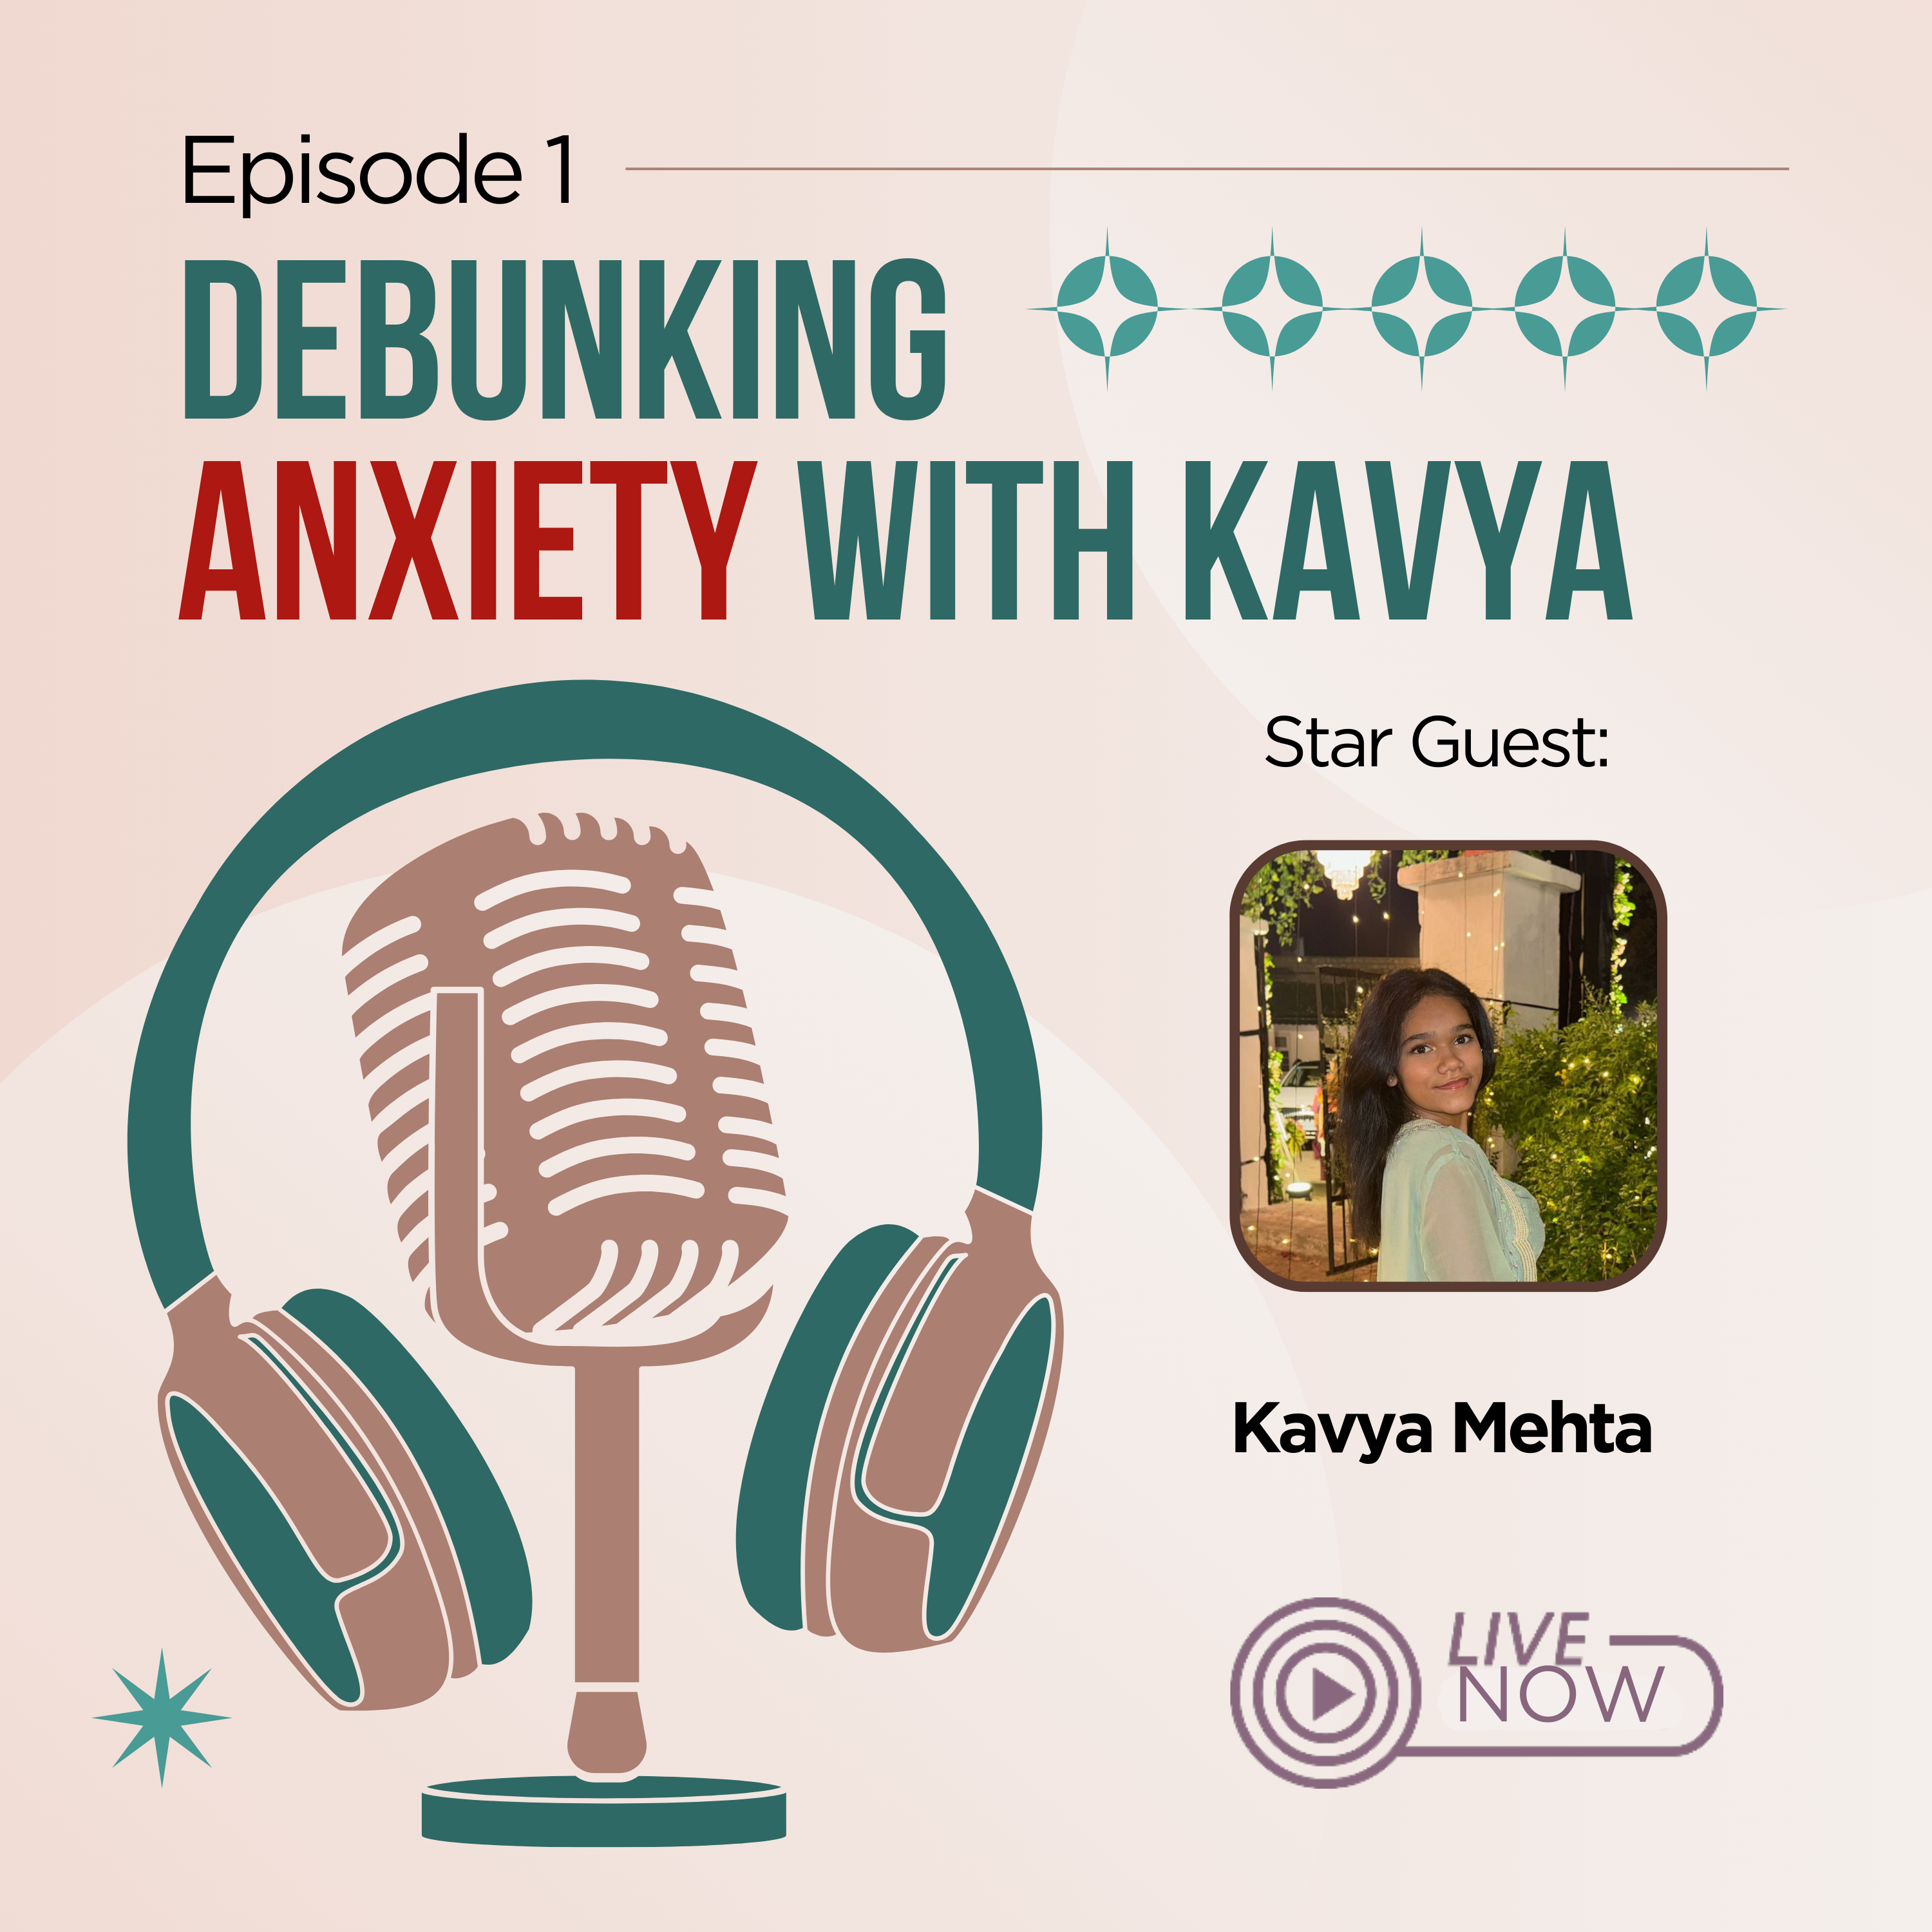 Episode 1
DEBUNKING
ANXIETY WITH KAVYA
Star Guest:
Kavya Mehta
LIVE
NOW